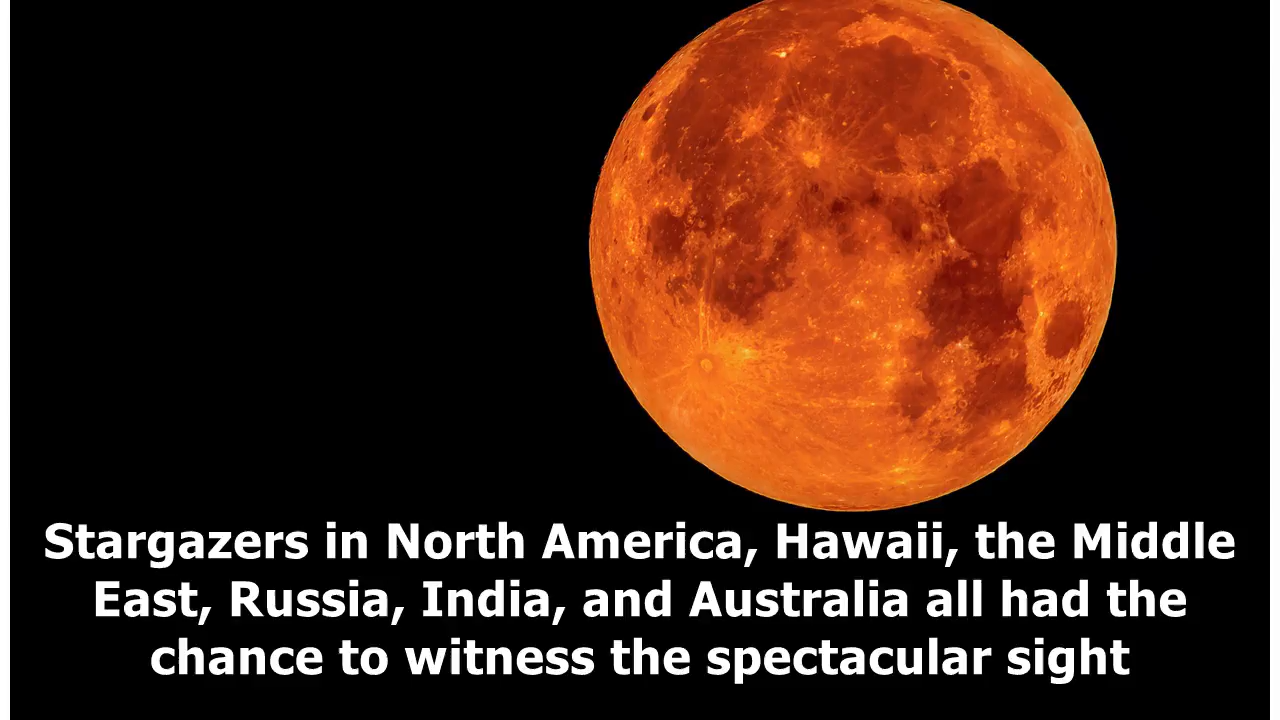 Stargazers in North America, Hawaii, the Middle
East, Russia, India, and Australia all had the
chance to witness the spectacular sight